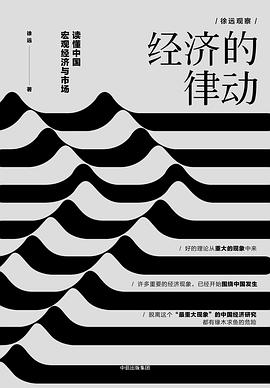 / 徐远观察 /
经济的
律动
读懂中国
宏观经济与市场
徐远
著
/ 好的理论从重大的现象中来
/ 许多重要的经济现象，已经开始围绕中国发生
/ 脱离这个“最重大现象”的中国经济研究
都有缘木求鱼的危险
中信出版集团